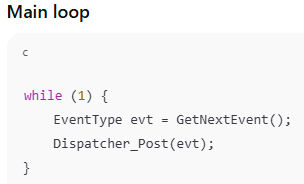 Main loop
c
while (1) {
    EventType evt = GetNextEvent();
    Dispatcher_Post(evt);
}